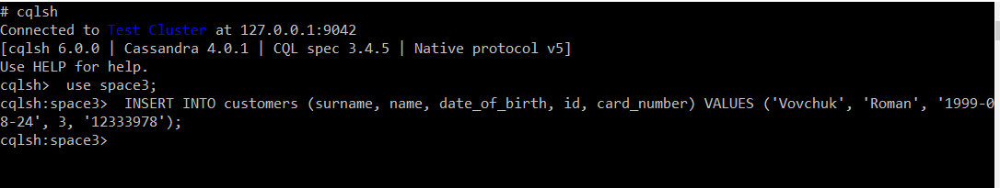 # cqlsh
Connected to Test Cluster at 127.0.0.1:9042
[cqlsh 6.0.0 | Cassandra 4.0.1 | CQL spec 3.4.5 | Native protocol v5]
Use HELP for help.
cqlsh>  use space3;
cqlsh:space3>  INSERT INTO customers (surname, name, date_of_birth, id, card_number) VALUES ('Vovchuk', 'Roman', '1999-0
8-24', 3, '12333978');
cqlsh:space3>